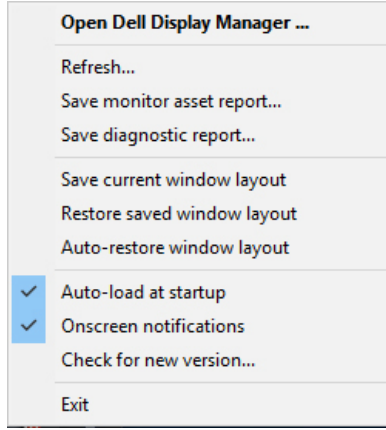 Open Dell Display Manager ...
Refresh...
Save monitor asset report...
Save diagnostic report...
Save current window layout
Restore saved window layout
Auto-restore window layout
Auto-load at startup
Onscreen notifications
Check for new version...
Exit